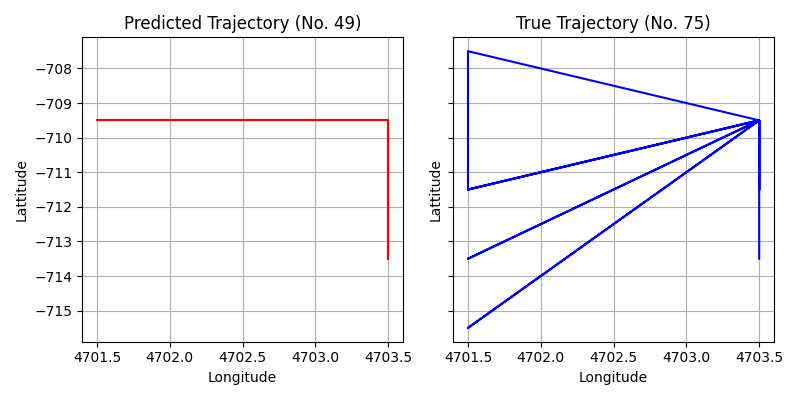 Predicted Trajectory (No. 49)
True Trajectory (No. 75)
−708
−709
−710
−711
−712
−713
−714
−715
Lattitude
Lattitude
4701.5 4702.0 4702.5 4703.0 4703.5
4701.5 4702.0 4702.5 4703.0 4703.5
Longitude
Longitude